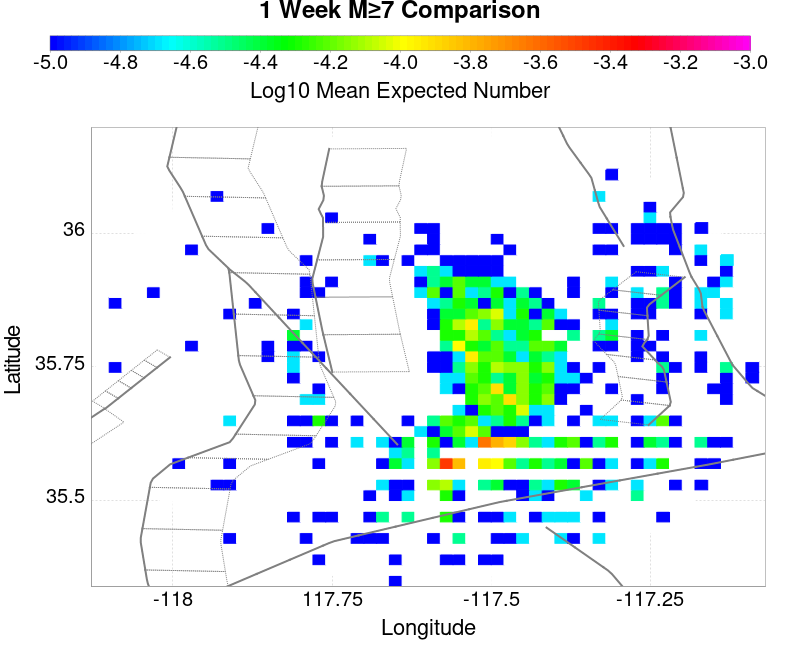 1 Week M≥7 Comparison
-5.0 -4.8 -4.6 -4.4 -4.2 -4.0 -3.8 -3.6 -3.4 -3.2 -3.0
Log10 Mean Expected Number
36
35.75
35.5
Latitude
-118 117.75 -117.5 -117.25
Longitude